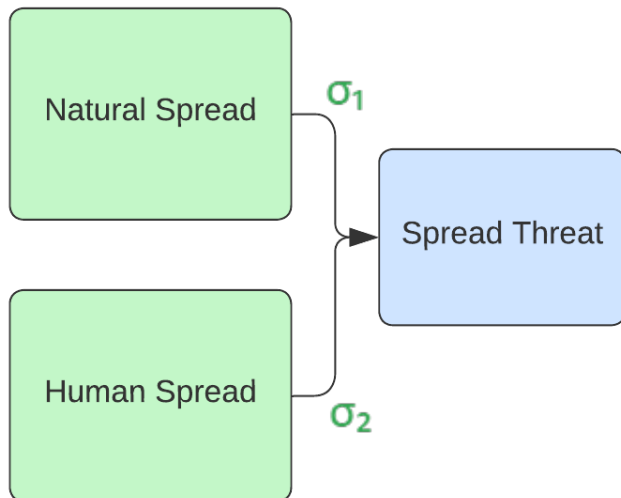 Natural Spread
σ₁
Spread Threat
Human Spread
σ₂